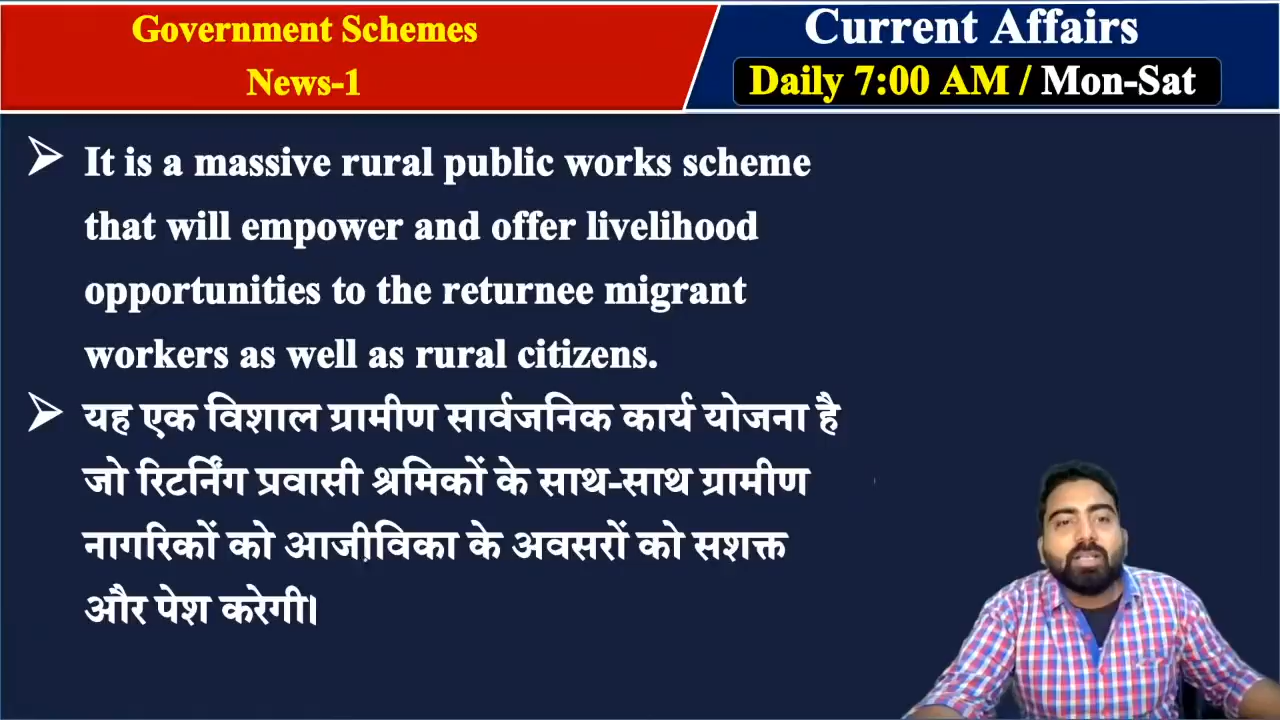 Government Schemes
News-1
Current Affairs
Daily 7:00 AM / Mon-Sat
It is a massive rural public works scheme
that will empower and offer livelihood
opportunities to the returnee migrant
workers as well as rural citizens.
यह एक विशाल ग्रामीण सार्वजनिक कार्य योजना है
जो रिटर्निंग प्रवासी श्रमिकों के साथ-साथ ग्रामीण
नागरिकों को आजीविका के अवसरों को सशक्त
और पेश करेगी।